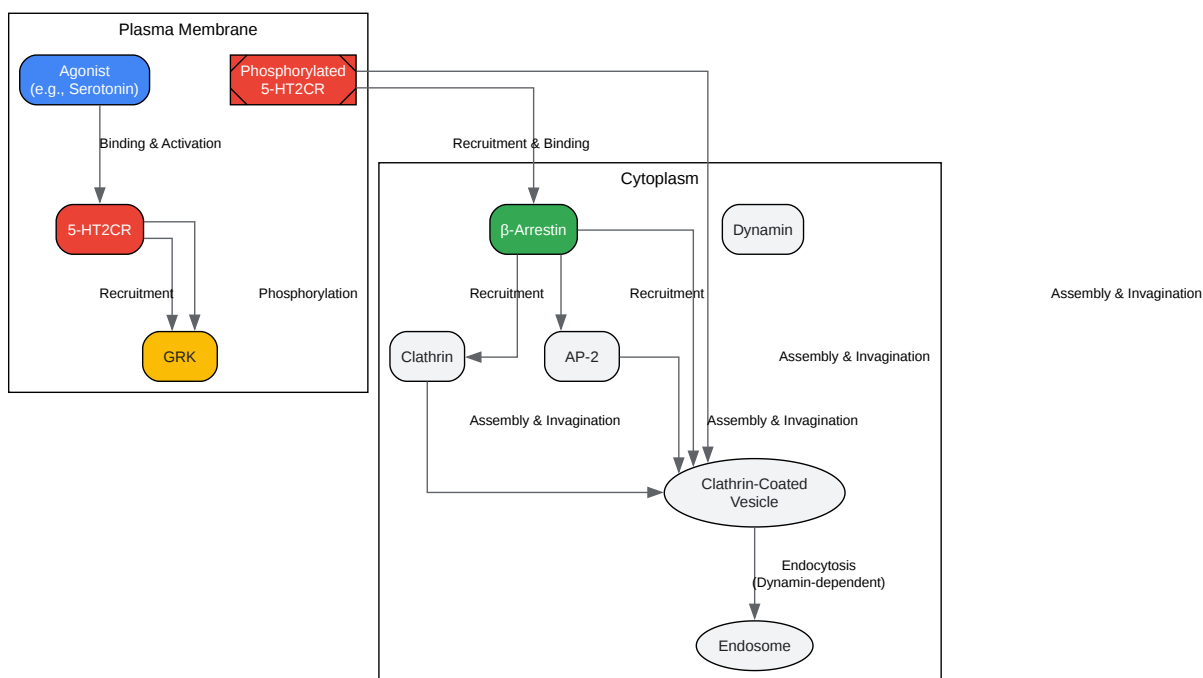 Plasma Membrane
Agonist
(e.g., Serotonin)
Phosphorylated
5-HT2CR
Binding & Activation
Recruitment & Binding
Cytoplasm
5-HT2CR
β-Arrestin
Dynamin
Recruitment
Phosphorylation
Recruitment
Recruitment
Assembly & Invagination
GRK
Clathrin
AP-2
Assembly & Invagination
Assembly & Invagination
Assembly & Invagination
Clathrin-Coated
Vesicle
Endocytosis
(Dynamin-dependent)
Endosome